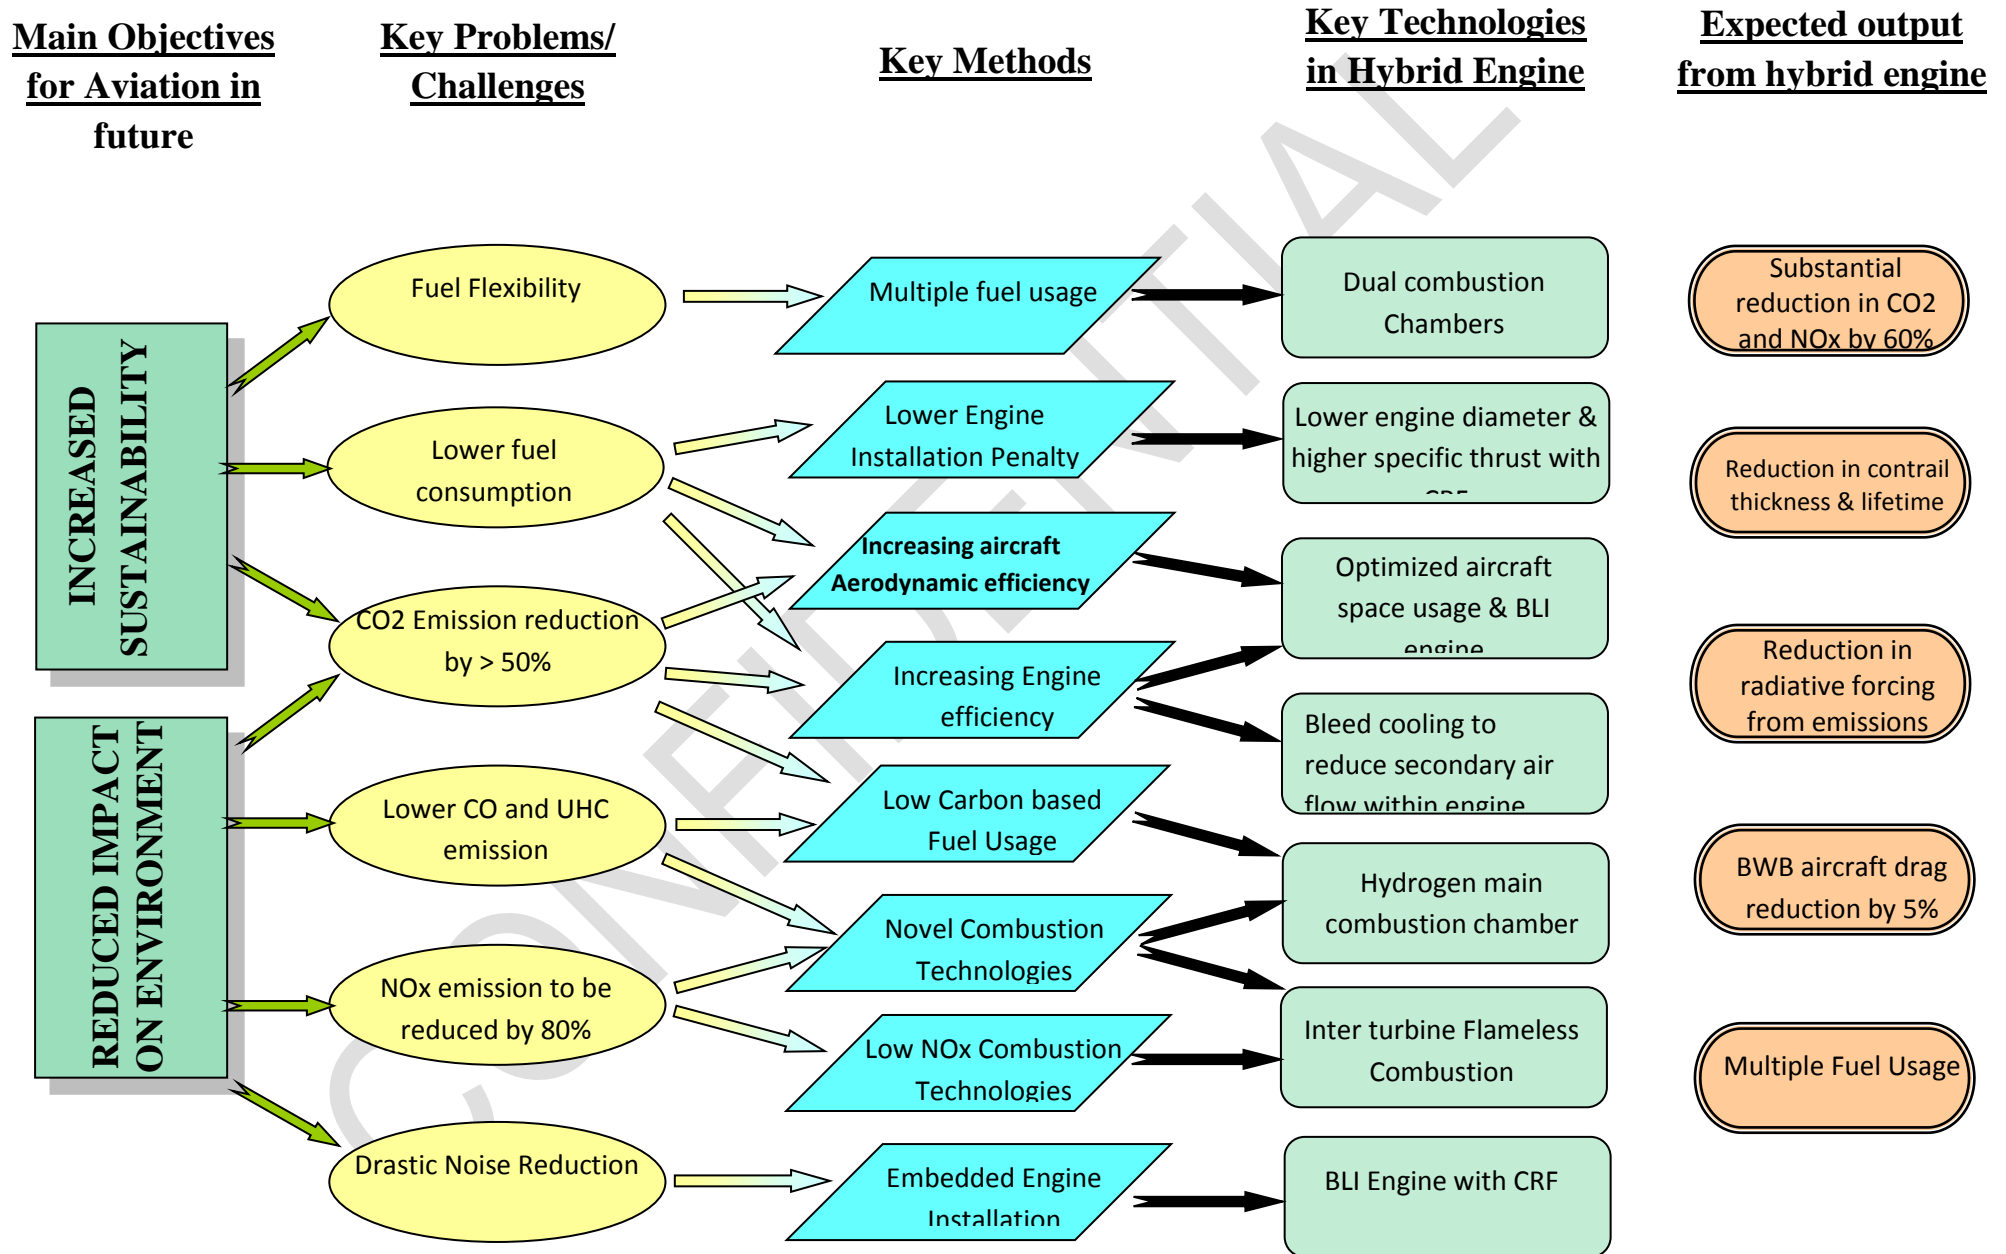 Main Objectives
for Aviation in
future
Key Problems/
Challenges
Key Methods
Key Technologies
in Hybrid Engine
Expected output
from hybrid engine
INCREASED
SUSTAINABILITY
REDUCED IMPACT
ON ENVIRONMENT
Fuel Flexibility
Lower fuel
consumption
CO2 Emission reduction
by > 50%
Lower CO and UHC
emission
NOx emission to be
reduced by 80%
Drastic Noise Reduction
Multiple fuel usage
Lower Engine
Installation Penalty
Increasing aircraft
Aerodynamic efficiency
Increasing Engine
efficiency
Low Carbon based
Fuel Usage
Novel Combustion
Technologies
Low NOx Combustion
Technologies
Embedded Engine
Installation
Dual combustion
Chambers
Lower engine diameter &
higher specific thrust with
CRF
Optimized aircraft
space usage & BLI
engine
Bleed cooling to
reduce secondary air
flow within engine
Hydrogen main
combustion chamber
Inter turbine Flameless
Combustion
BLI Engine with CRF
Substantial
reduction in CO2
and NOx by 60%
Reduction in contrail
thickness & lifetime
Reduction in
radiative forcing
from emissions
BWB aircraft drag
reduction by 5%
Multiple Fuel Usage
CONFIDENTIAL